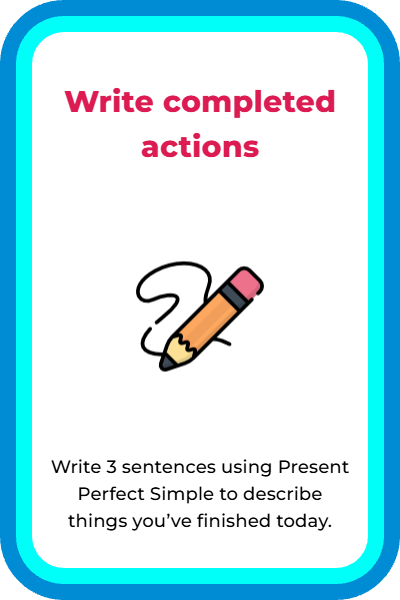 Write completed
actions
Write 3 sentences using Present
Perfect Simple to describe
things you’ve finished today.